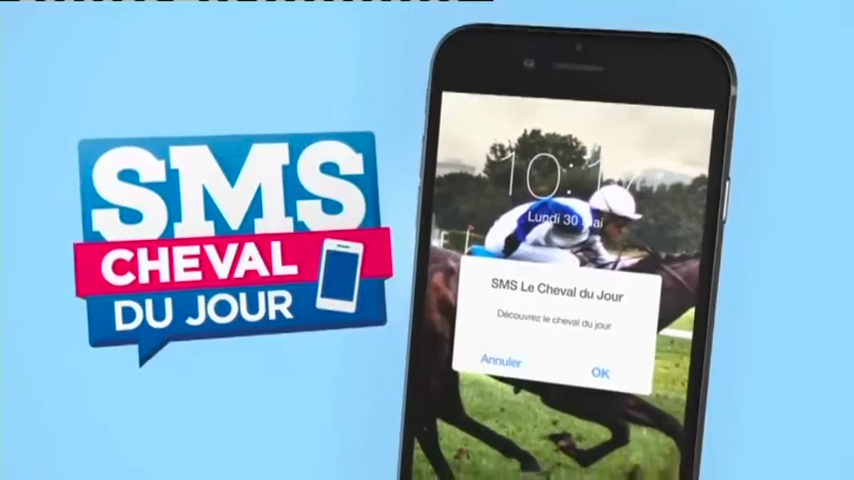 SMS
CHEVAL
DU JOUR
Lundi 30
SMS Le Cheval du Jour
Découvrez le cheval du jour
Annuler
OK